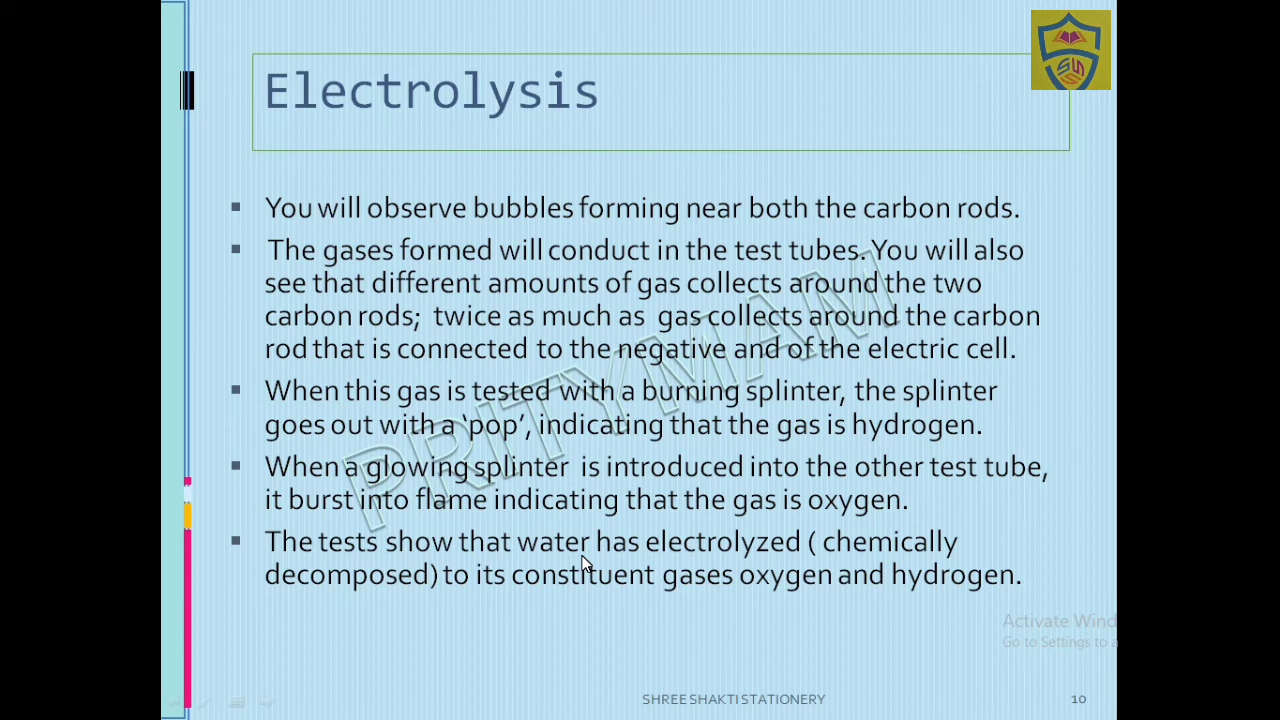 Electrolysis
You will observe bubbles forming near both the carbon rods.
The gases formed will conduct in the test tubes. You will also
see that different amounts of gas collects around the two
carbon rods; twice as much as gas collects around the carbon
rod that is connected to the negative and of the electric cell.
When this gas is tested with a burning splinter, the splinter
goes out with a ‘pop’, indicating that the gas is hydrogen.
When a glowing splinter is introduced into the other test tube,
it burst into flame indicating that the gas is oxygen.
The tests show that water has electrolyzed ( chemically
decomposed) to its constituent gases oxygen and hydrogen.
PRITYMAM
Activate Wind
Go to Settings to a
SHREE SHAKTI STATIONERY
10